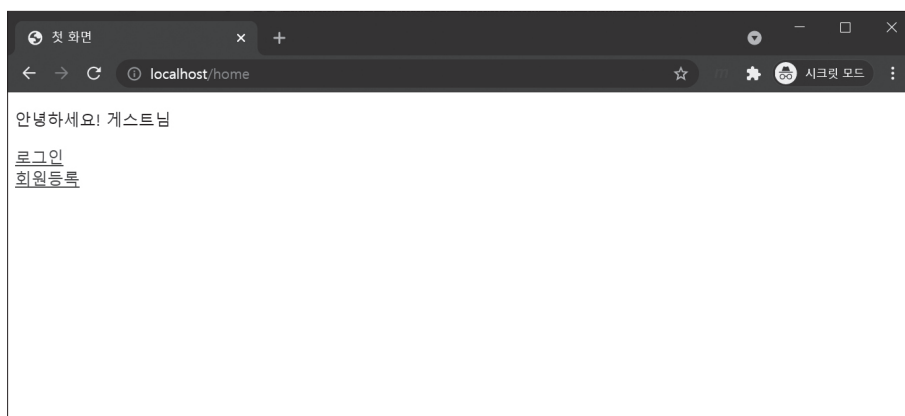 첫 화면
localhost/home
시크릿 모드
안녕하세요! 게스트님
로그인
회원등록